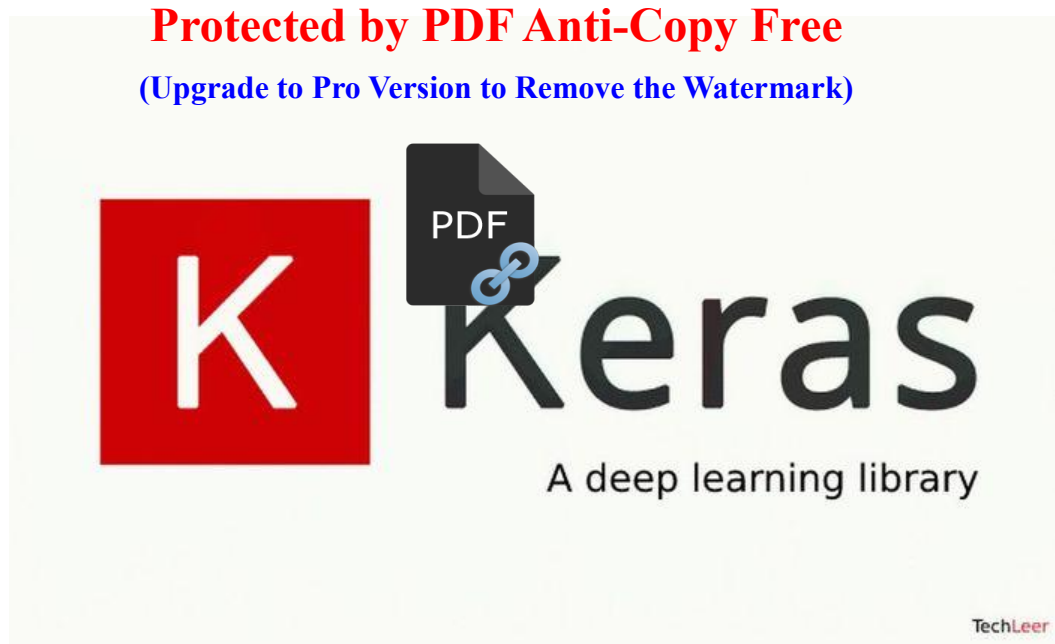 Protected by PDF Anti-Copy Free
(Upgrade to Pro Version to Remove the Watermark)
PDF
K Keras
A deep learning library
TechLeer